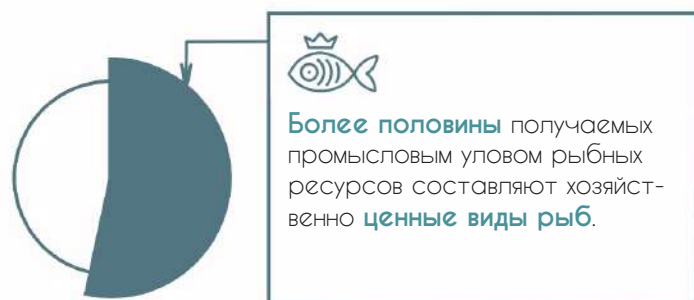 Более половины получаемых
промысловым уловом рыбных
ресурсов составляют хозяйст-
венно ценные виды рыб.